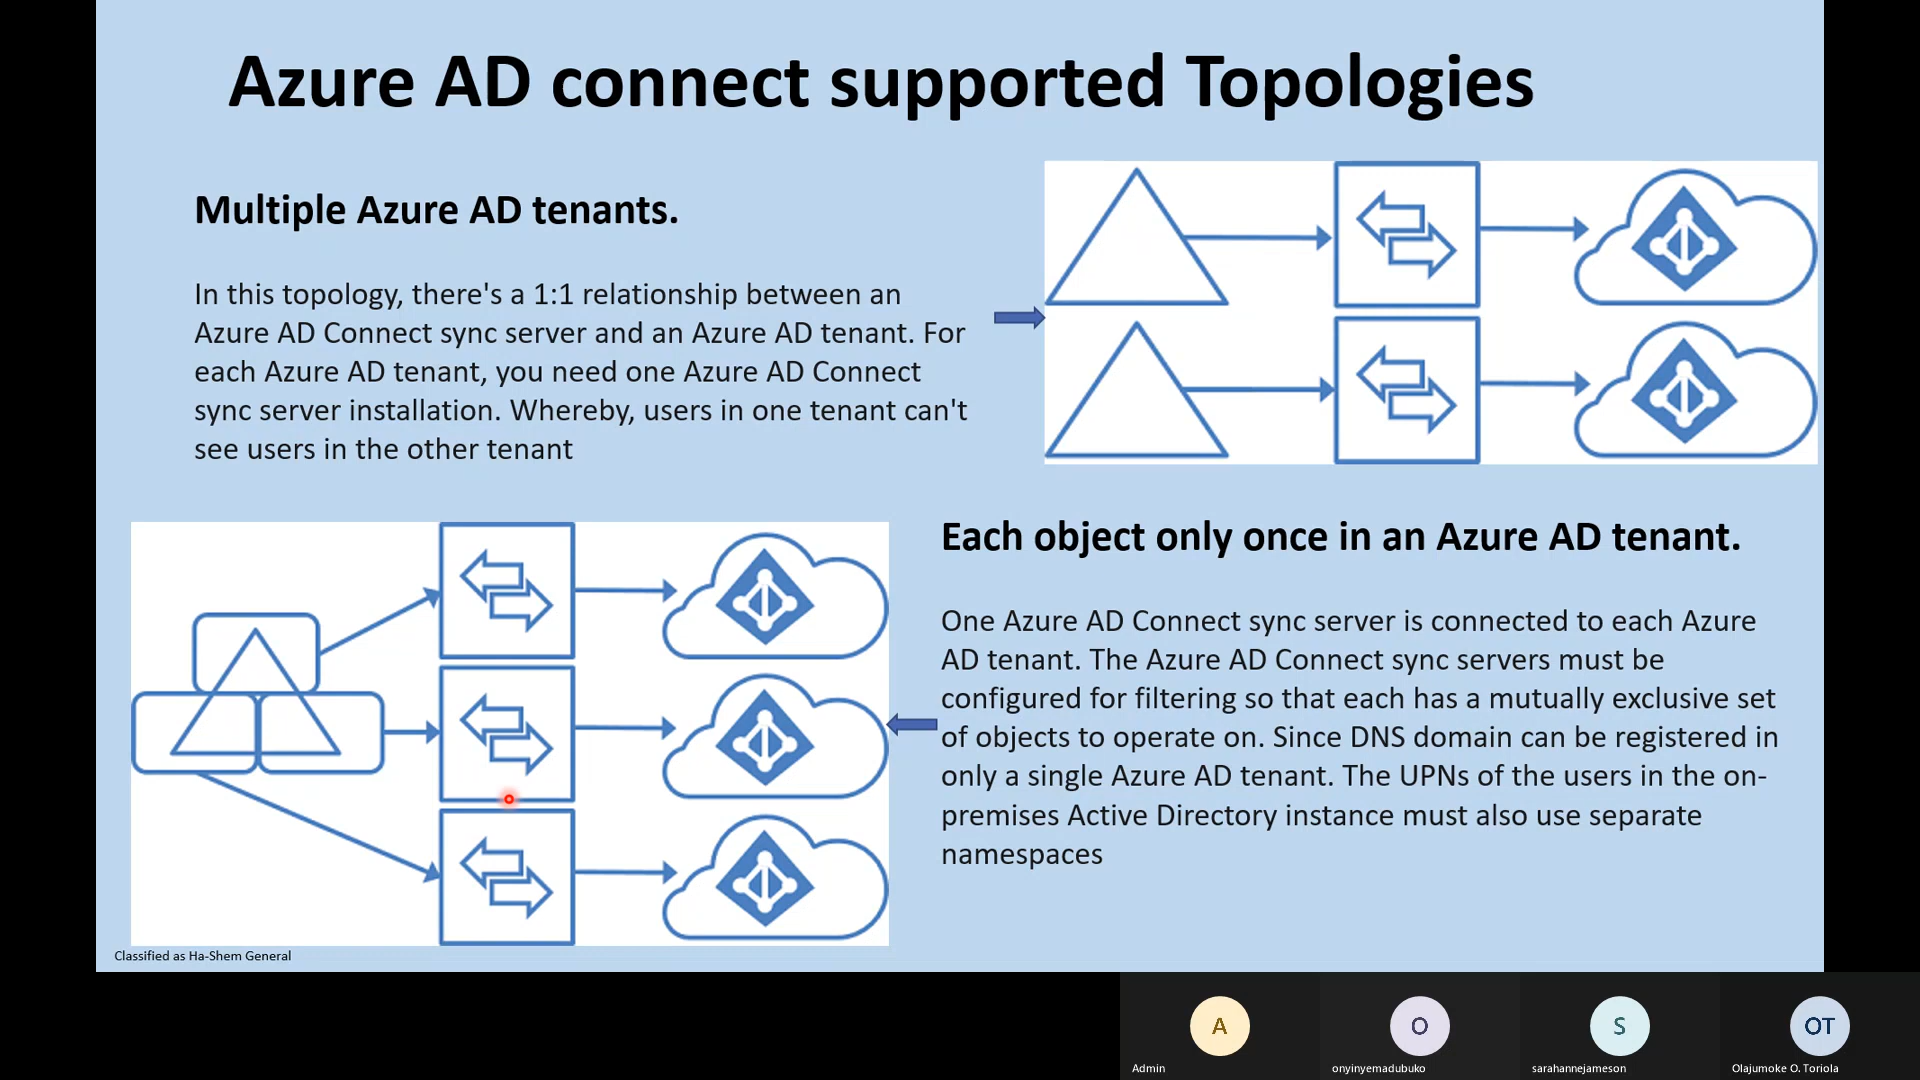 Azure AD connect supported Topologies
Multiple Azure AD tenants.
In this topology, there's a 1:1 relationship between an
Azure AD Connect sync server and an Azure AD tenant. For
each Azure AD tenant, you need one Azure AD Connect
sync server installation. Whereby, users in one tenant can't
see users in the other tenant
Each object only once in an Azure AD tenant.
One Azure AD Connect sync server is connected to each Azure
AD tenant. The Azure AD Connect sync servers must be
configured for filtering so that each has a mutually exclusive set
of objects to operate on. Since DNS domain can be registered in
only a single Azure AD tenant. The UPNs of the users in the on-
premises Active Directory instance must also use separate
namespaces
Classified as Ha-Shem General
A
Admin
O
onyinyemadubuko
S
sarahannejameson
OT
Olajumoke O. Toriola